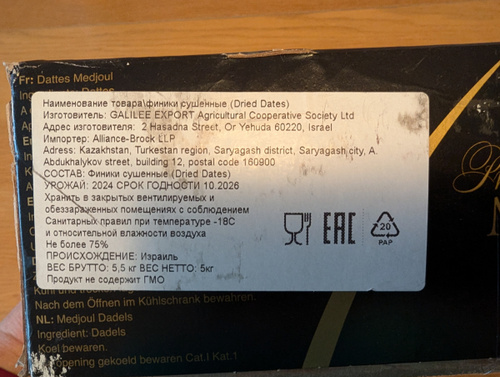 Fr: Dattes Medjoul
Наименование товара\финики сушенные (Dried Dates)
Изготовитель: GALILEE EXPORT Agricultural Cooperative Society Ltd
Адрес изготовителя: 2 Hasadna Street, Or Yehuda 60220, Israel
Импортер: Alliance-Brock LLP
Адрес: Kazakhstan, Turkestan region, Saryagash district, Saryagash city, A.
Abdukhalykov street, building 12, postal code 160900
СОСТАВ: Финики сушенные (Dried Dates)
УРОЖАЙ: 2024 СРОК ГОДНОСТИ 10.2026
Хранить в закрытых вентилируемых и
обеззараженных помещениях с соблюдением
Санитарных правил при температуре -18C
и относительной влажности воздуха
Не более 75%
ПРОИСХОЖДЕНИЕ: Израиль
ВЕС БРУТТО: 5,5 кг ВЕС НЕТТО: 5кг
Продукт не содержит ГМО
EAC
20
PAP
Nach dem Öffnen im Kühlschrank bewahren.
NL: Medjoul Dadels
Ingredient: Dadels
Koel bewaren.
opening gekoeld bewaren Cat.I Kat.1